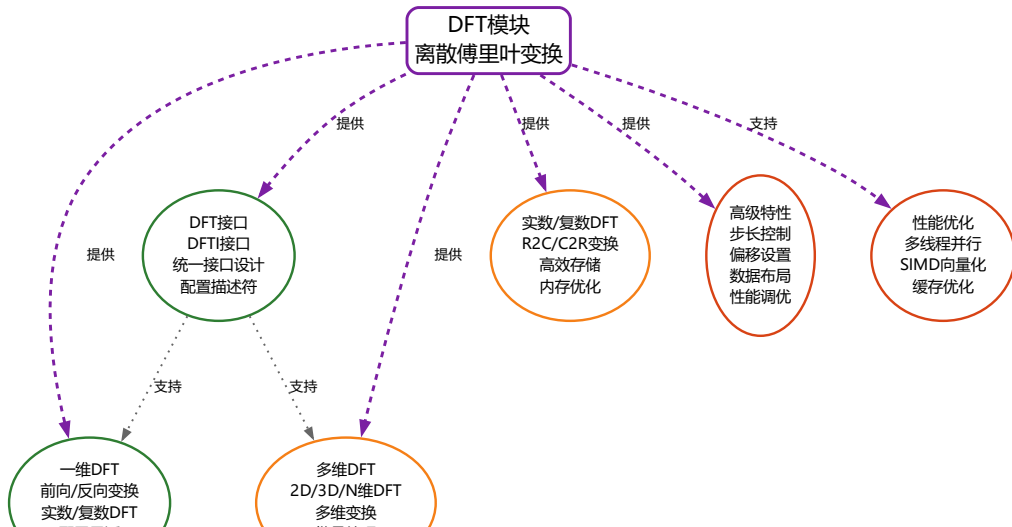 DFT模块
离散傅里叶变换
提供
提供
提供
支持
提供
提供
DFT接口
DFTI接口
统一接口设计
配置描述符
实数/复数DFT
R2C/C2R变换
高效存储
内存优化
高级特性
步长控制
偏移设置
数据布局
性能调优
性能优化
多线程并行
SIMD向量化
缓存优化
支持
支持
一维DFT
前向/反向变换
实数/复数DFT
多维DFT
2D/3D/N维DFT
多维变换